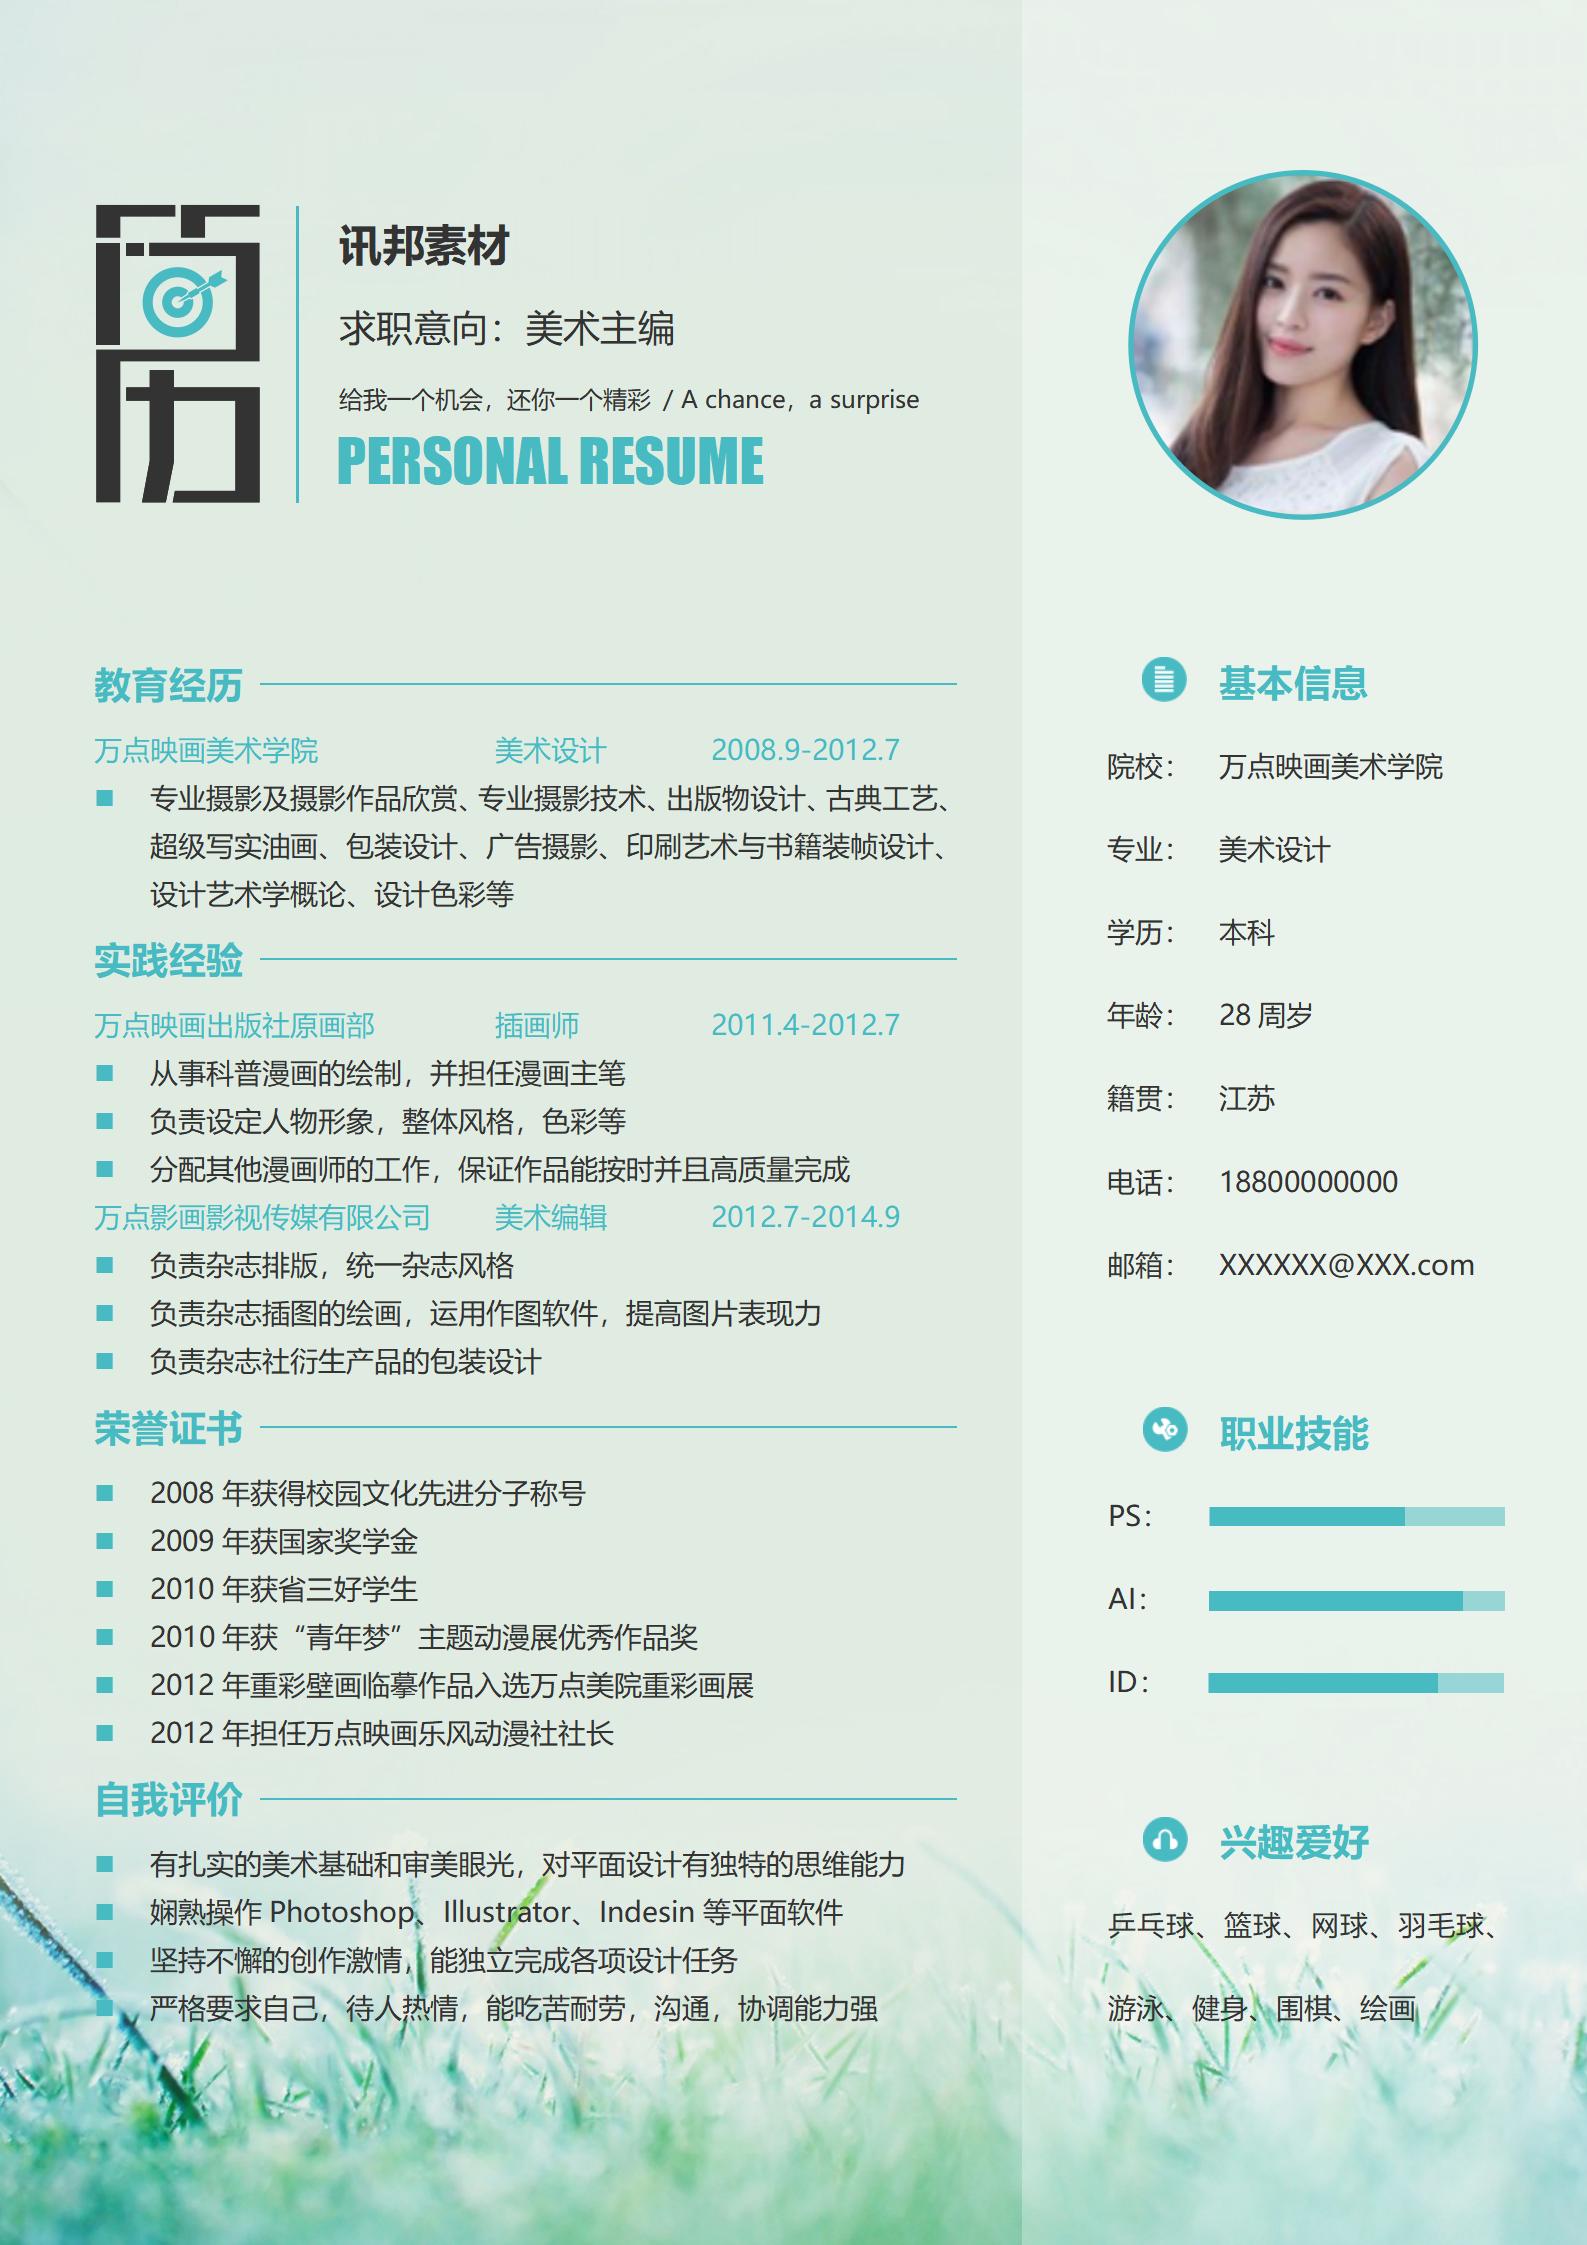 简历
讯邦素材
求职意向：美术主编
给我一个机会，还你一个精彩 / A chance，a surprise
PERSONAL RESUME
教育经历
万点映画美术学院 美术设计 2008.9-2012.7
专业摄影及摄影作品欣赏、专业摄影技术、出版物设计、古典工艺、
超级写实油画、包装设计、广告摄影、印刷艺术与书籍装帧设计、
设计艺术学概论、设计色彩等
实践经验
万点映画出版社原画部 插画师 2011.4-2012.7
从事科普漫画的绘制，并担任漫画主笔
负责设定人物形象，整体风格，色彩等
分配其他漫画师的工作，保证作品能按时并且高质量完成
万点影画影视传媒有限公司 美术编辑 2012.7-2014.9
负责杂志排版，统一杂志风格
负责杂志插图的绘画，运用作图软件，提高图片表现力
负责杂志社衍生产品的包装设计
荣誉证书
2008 年获得校园文化先进分子称号
2009 年获国家奖学金
2010 年获省三好学生
2010 年获“青年梦”主题动漫展优秀作品奖
2012 年重彩壁画临摹作品入选万点美院重彩画展
2012 年担任万点映画乐风动漫社社长
自我评价
有扎实的美术基础和审美眼光，对平面设计有独特的思维能力
娴熟操作 Photoshop、Illustrator、Indesin 等平面软件
坚持不懈的创作激情，能独立完成各项设计任务
严格要求自己，待人热情，能吃苦耐劳，沟通，协调能力强
基本信息
院校： 万点映画美术学院
专业： 美术设计
学历： 本科
年龄： 28 周岁
籍贯： 江苏
电话： 18800000000
邮箱： XXXXXX@XXX.com
职业技能
PS：
AI：
ID：
兴趣爱好
乒乓球、篮球、网球、羽毛球、
游泳、健身、围棋、绘画